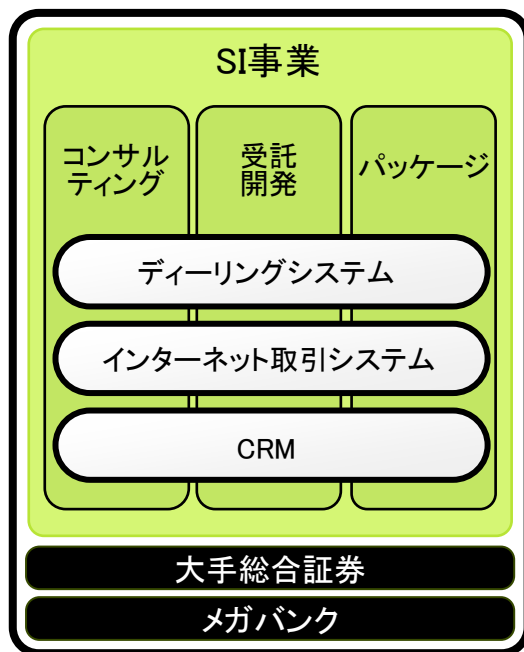 SI事業
コンサル
ティング
受託
開発
パッケージ
ディーリングシステム
インターネット取引システム
CRM
大手総合証券
メガバンク